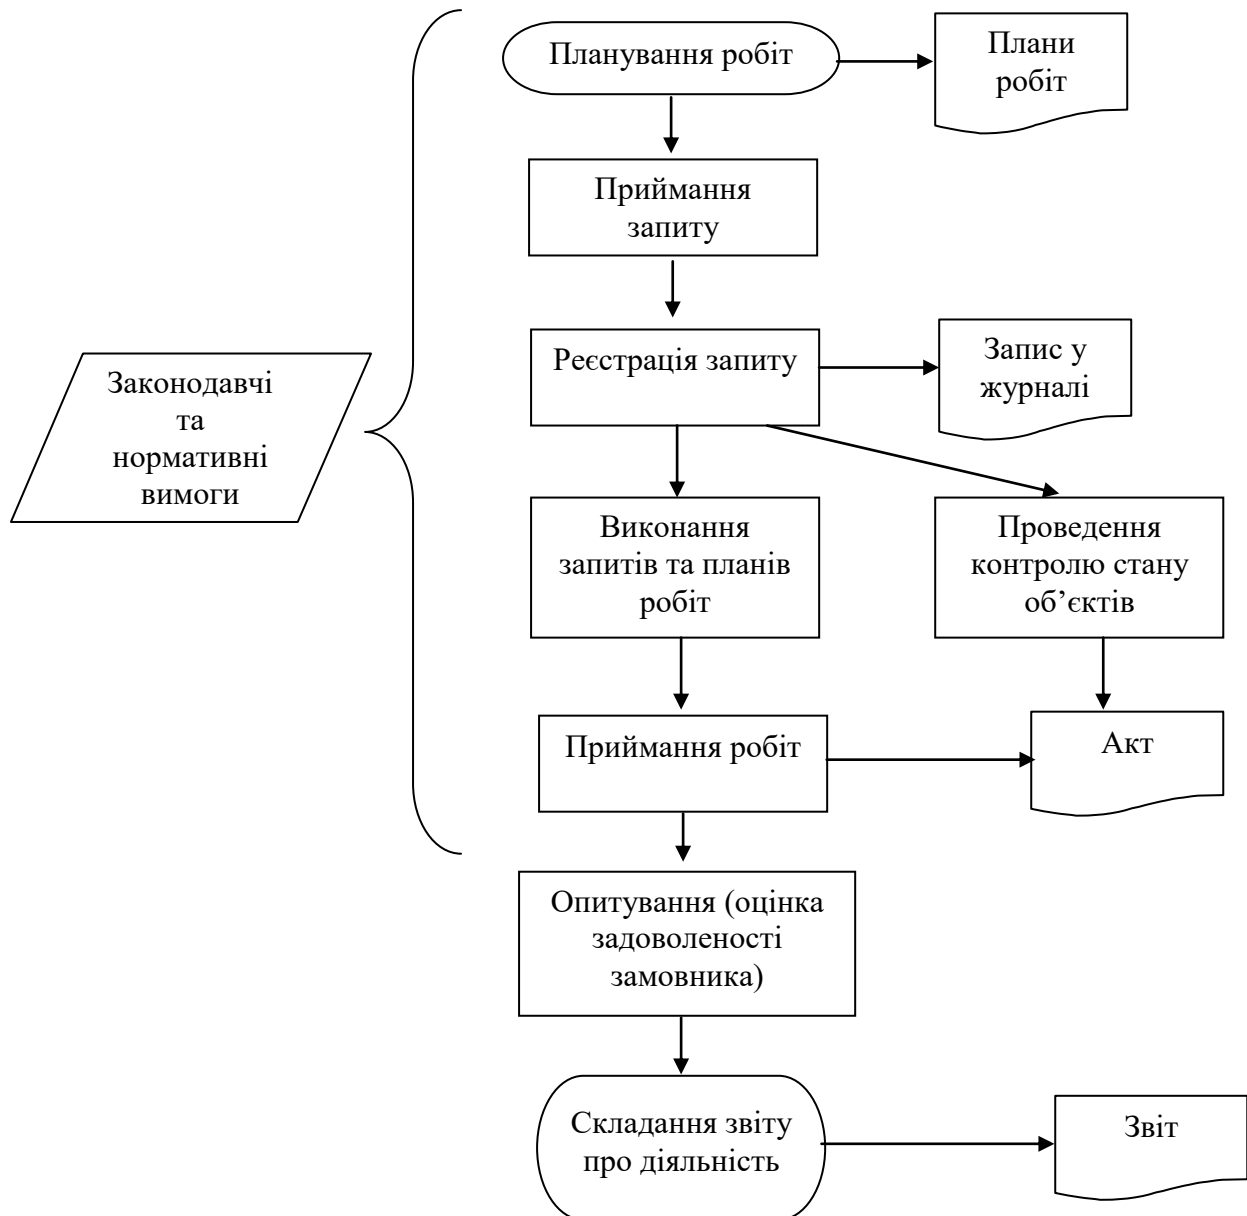 Планування робіт
Плани
робіт
Приймання
запиту
Реєстрація запиту
Запис у
журналі
Законодавчі
та
нормативні
вимоги
Виконання
запитів та планів
робіт
Проведення
контролю стану
об’єктів
Приймання робіт
Акт
Опитування (оцінка
задоволеності
замовника)
Складання звіту
про діяльність
Звіт